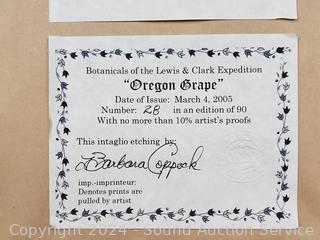 Botanicals of the Lewis & Clark Expedition
"Oregon Grape"
Date of Issue: March 4, 2005
Number: 28 in an edition of 90
With no more than 10% artist's proofs
This intaglio etching by:
Barbara Coppock
imp.-imprinteur:
Denotes prints are
pulled by artist
Copyright 2024 - Sound Auction Service